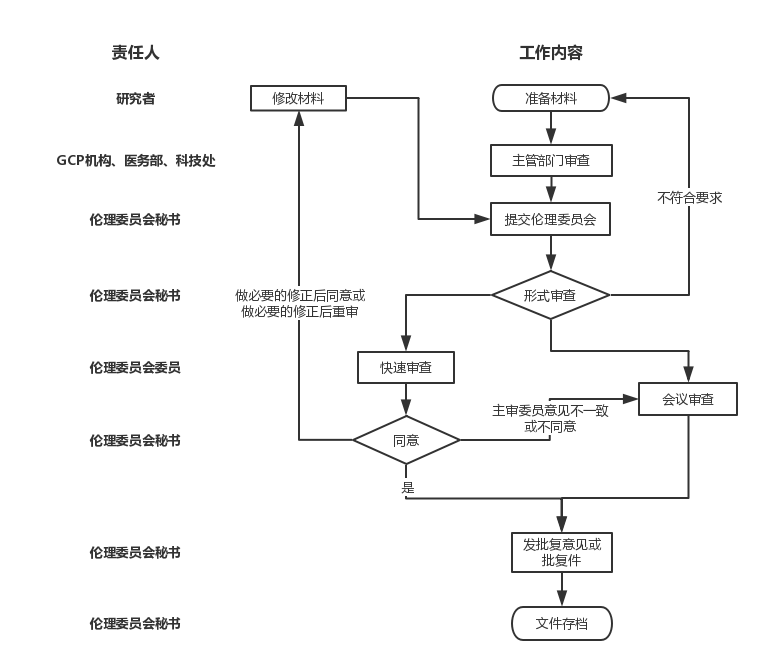 责任人
工作内容
研究者
修改材料
准备材料
GCP机构、医务部、科技处
主管部门审查
不符合要求
伦理委员会秘书
提交伦理委员会
伦理委员会秘书
做必要的修正后同意或
做必要的修正后重审
形式审查
伦理委员会委员
快速审查
会议审查
主审委员意见不一致
或不同意
伦理委员会秘书
同意
是
伦理委员会秘书
发批复意见或
批复件
伦理委员会秘书
文件存档